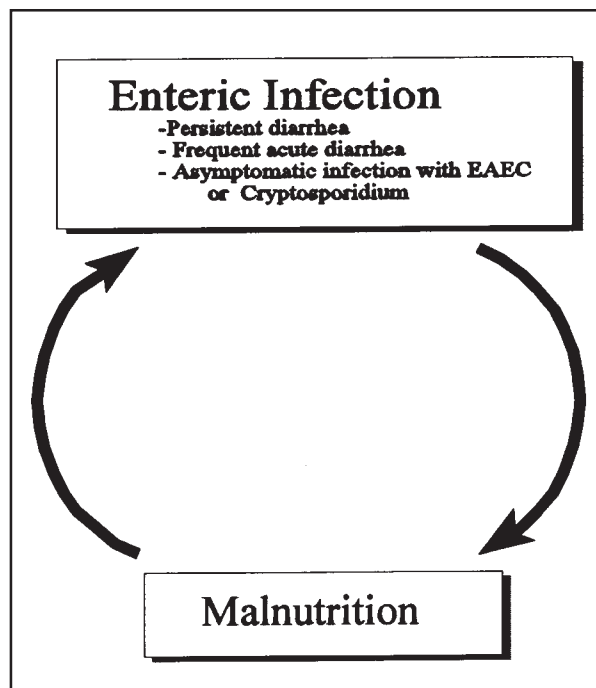 Enteric Infection
-Persistent diarrhea
- Frequent acute diarrhea
- Asymptomatic infection with EAEC
or Cryptosporidium
Malnutrition